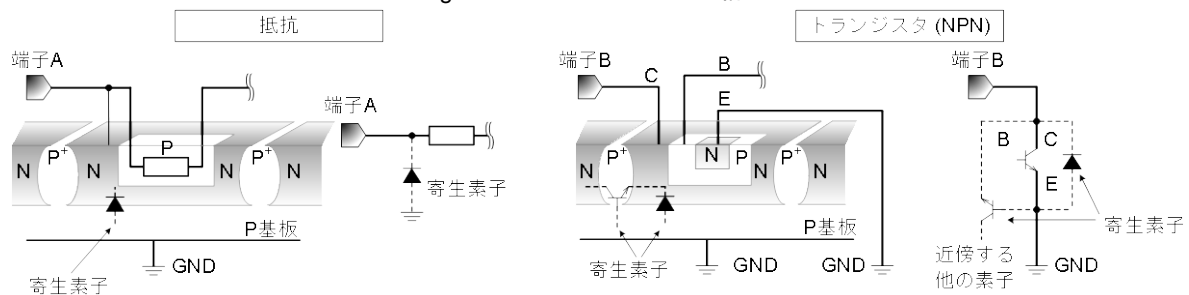 抵抗
トランジスタ (NPN)
端子A
端子A
P
N
P+
N
N
P+
N
寄生素子
P基板
GND
寄生素子
端子B
C
B
E
N
P+
N
N
P
N
P+
N
P基板
寄生素子
GND
GND
端子B
B
C
E
寄生素子
近傍する
他の素子
GND